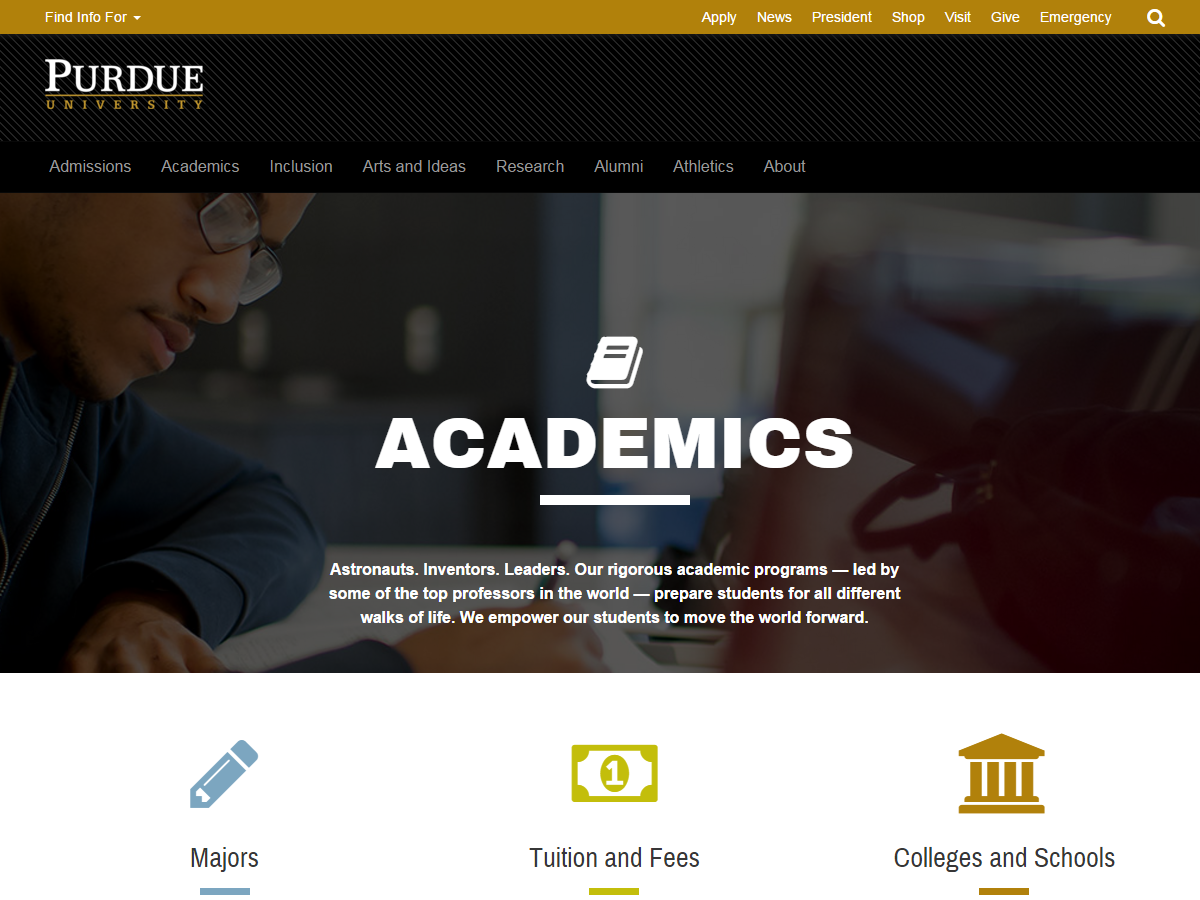 Find Info For
Apply News President Shop Visit Give Emergency
PURDUE
UNIVERSITY
Admissions Academics Inclusion Arts and Ideas Research Alumni Athletics About
ACADEMICS
Astronauts. Inventors. Leaders. Our rigorous academic programs — led by
some of the top professors in the world — prepare students for all different
walks of life. We empower our students to move the world forward.
1
Majors
Tuition and Fees
Colleges and Schools